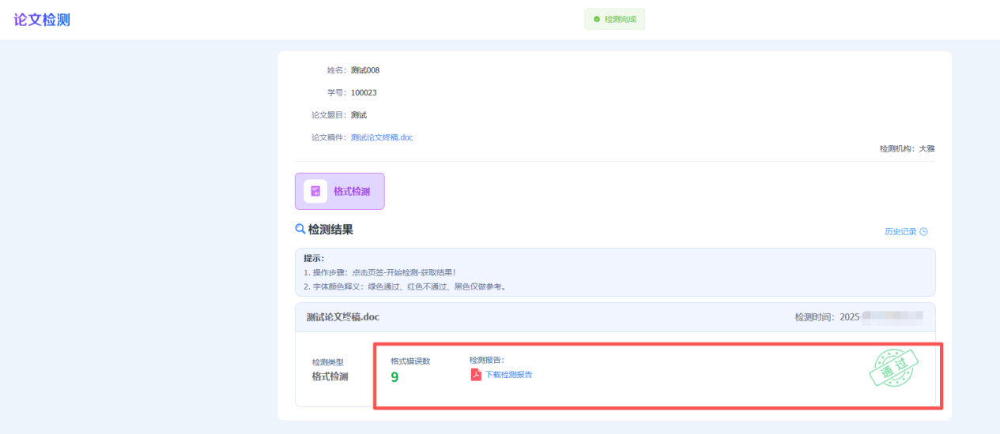 论文检测
检测完成
姓名：测试008
学号：100023
论文题目：测试
论文稿件：测试论文终稿.doc
检测机构：大雅
格式检测
检测结果
历史记录
提示：
1. 操作步骤：点击页签-开始检测-获取结果！
2. 字体颜色释义：绿色通过、红色不通过、黑色仅做参考。
测试论文终稿.doc
检测时间：2025-
检测类型
格式检测
格式错误数
9
检测报告：
下载检测报告
通过